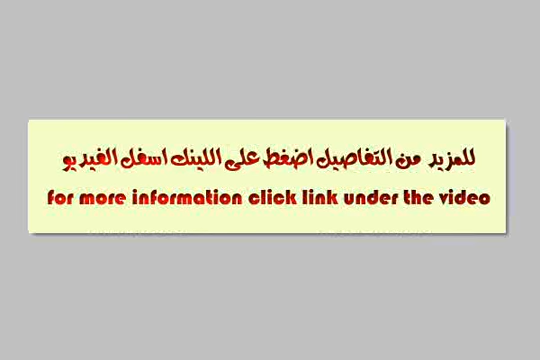 للمزيد من التفاصيل اضغط على اللينك اسفل الفيديو
for more information click link under the video